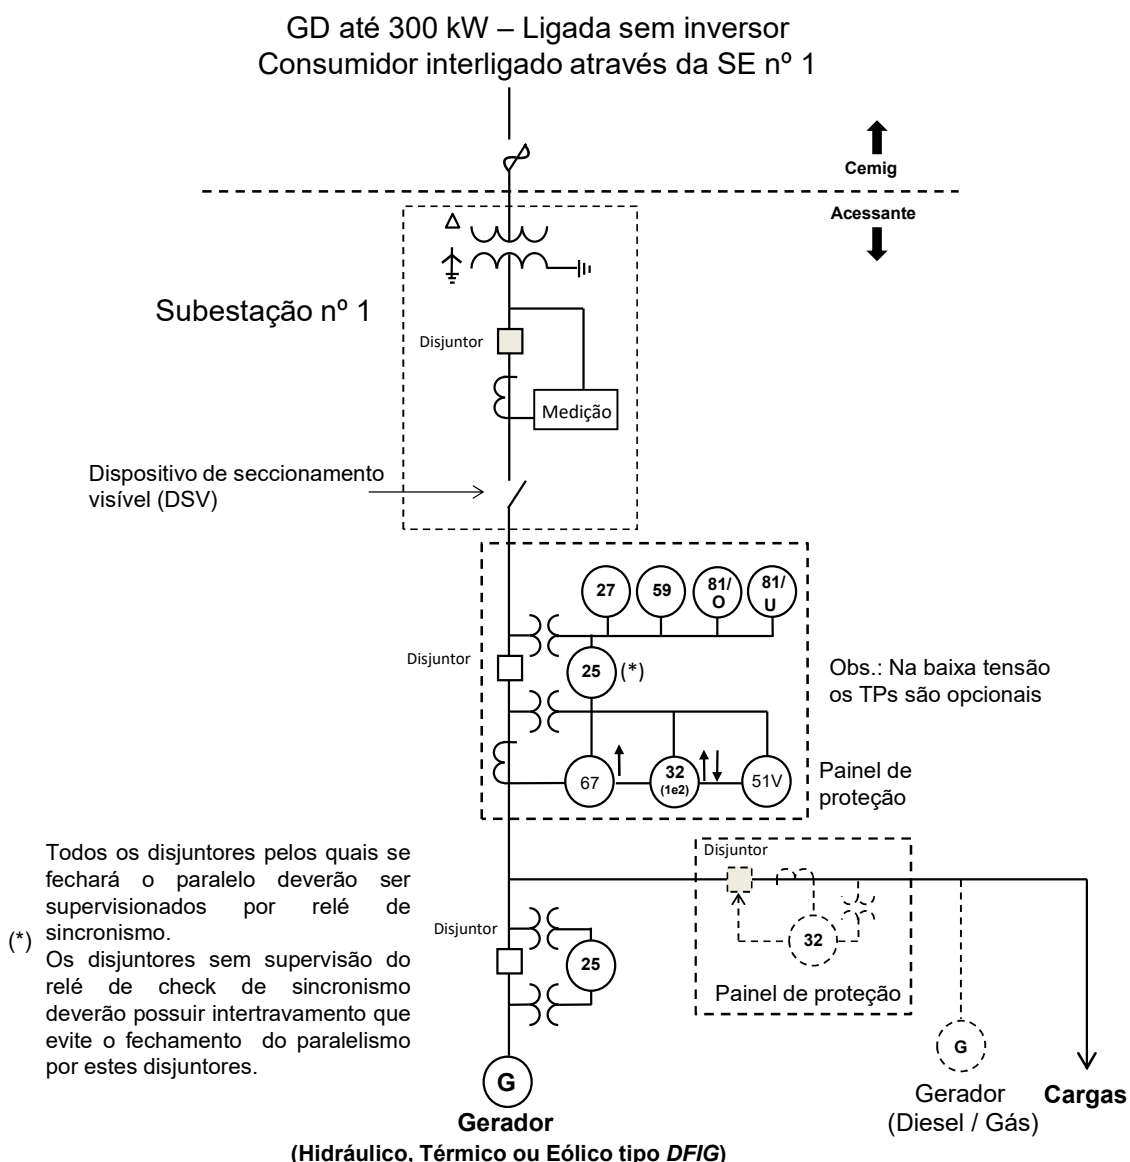 GD até 300 kW – Ligada sem inversor
Consumidor interligado através da SE nº 1
Cemig
Acessante
Subestação nº 1
Disjuntor
Medição
Dispositivo de seccionamento
visível (DSV)
27
59
81/
O
81/
U
Disjuntor
25
(*)
Obs.: Na baixa tensão
os TPs são opcionais
67
32
(1e2)
51V
Painel de
proteção
Todos os disjuntores pelos quais se
fechará o paralelo deverão ser
supervisionados por relé de
sincronismo.
(*)
Os disjuntores sem supervisão do
relé de check de sincronismo
deverão possuir intertravamento que
evite o fechamento do paralelismo
por estes disjuntores.
Disjuntor
32
Painel de proteção
Disjuntor
25
G
Gerador
(Hidráulico, Térmico ou Eólico tipo DFIG)
G
Gerador
(Diesel / Gás)
Cargas